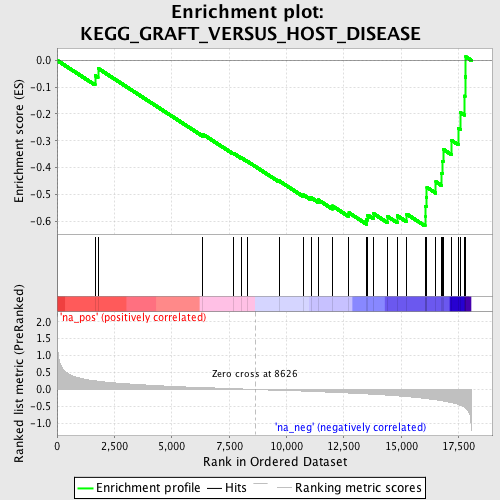 Enrichment plot:
KEGG_GRAFT_VERSUS_HOST_DISEASE
Enrichment score (ES)
0.0
-0.1
-0.2
-0.3
-0.4
-0.5
-0.6
Ranked list metric (PreRanked)
'na_pos' (positively correlated)
2.0
1.5
1.0
0.5
0.0
-0.5
-1.0
Zero cross at 8626
'na_neg' (negatively correlated)
0 2,500 5,000 7,500 10,000 12,500 15,000 17,500
Rank in Ordered Dataset
Enrichment profile Hits Ranking metric scores